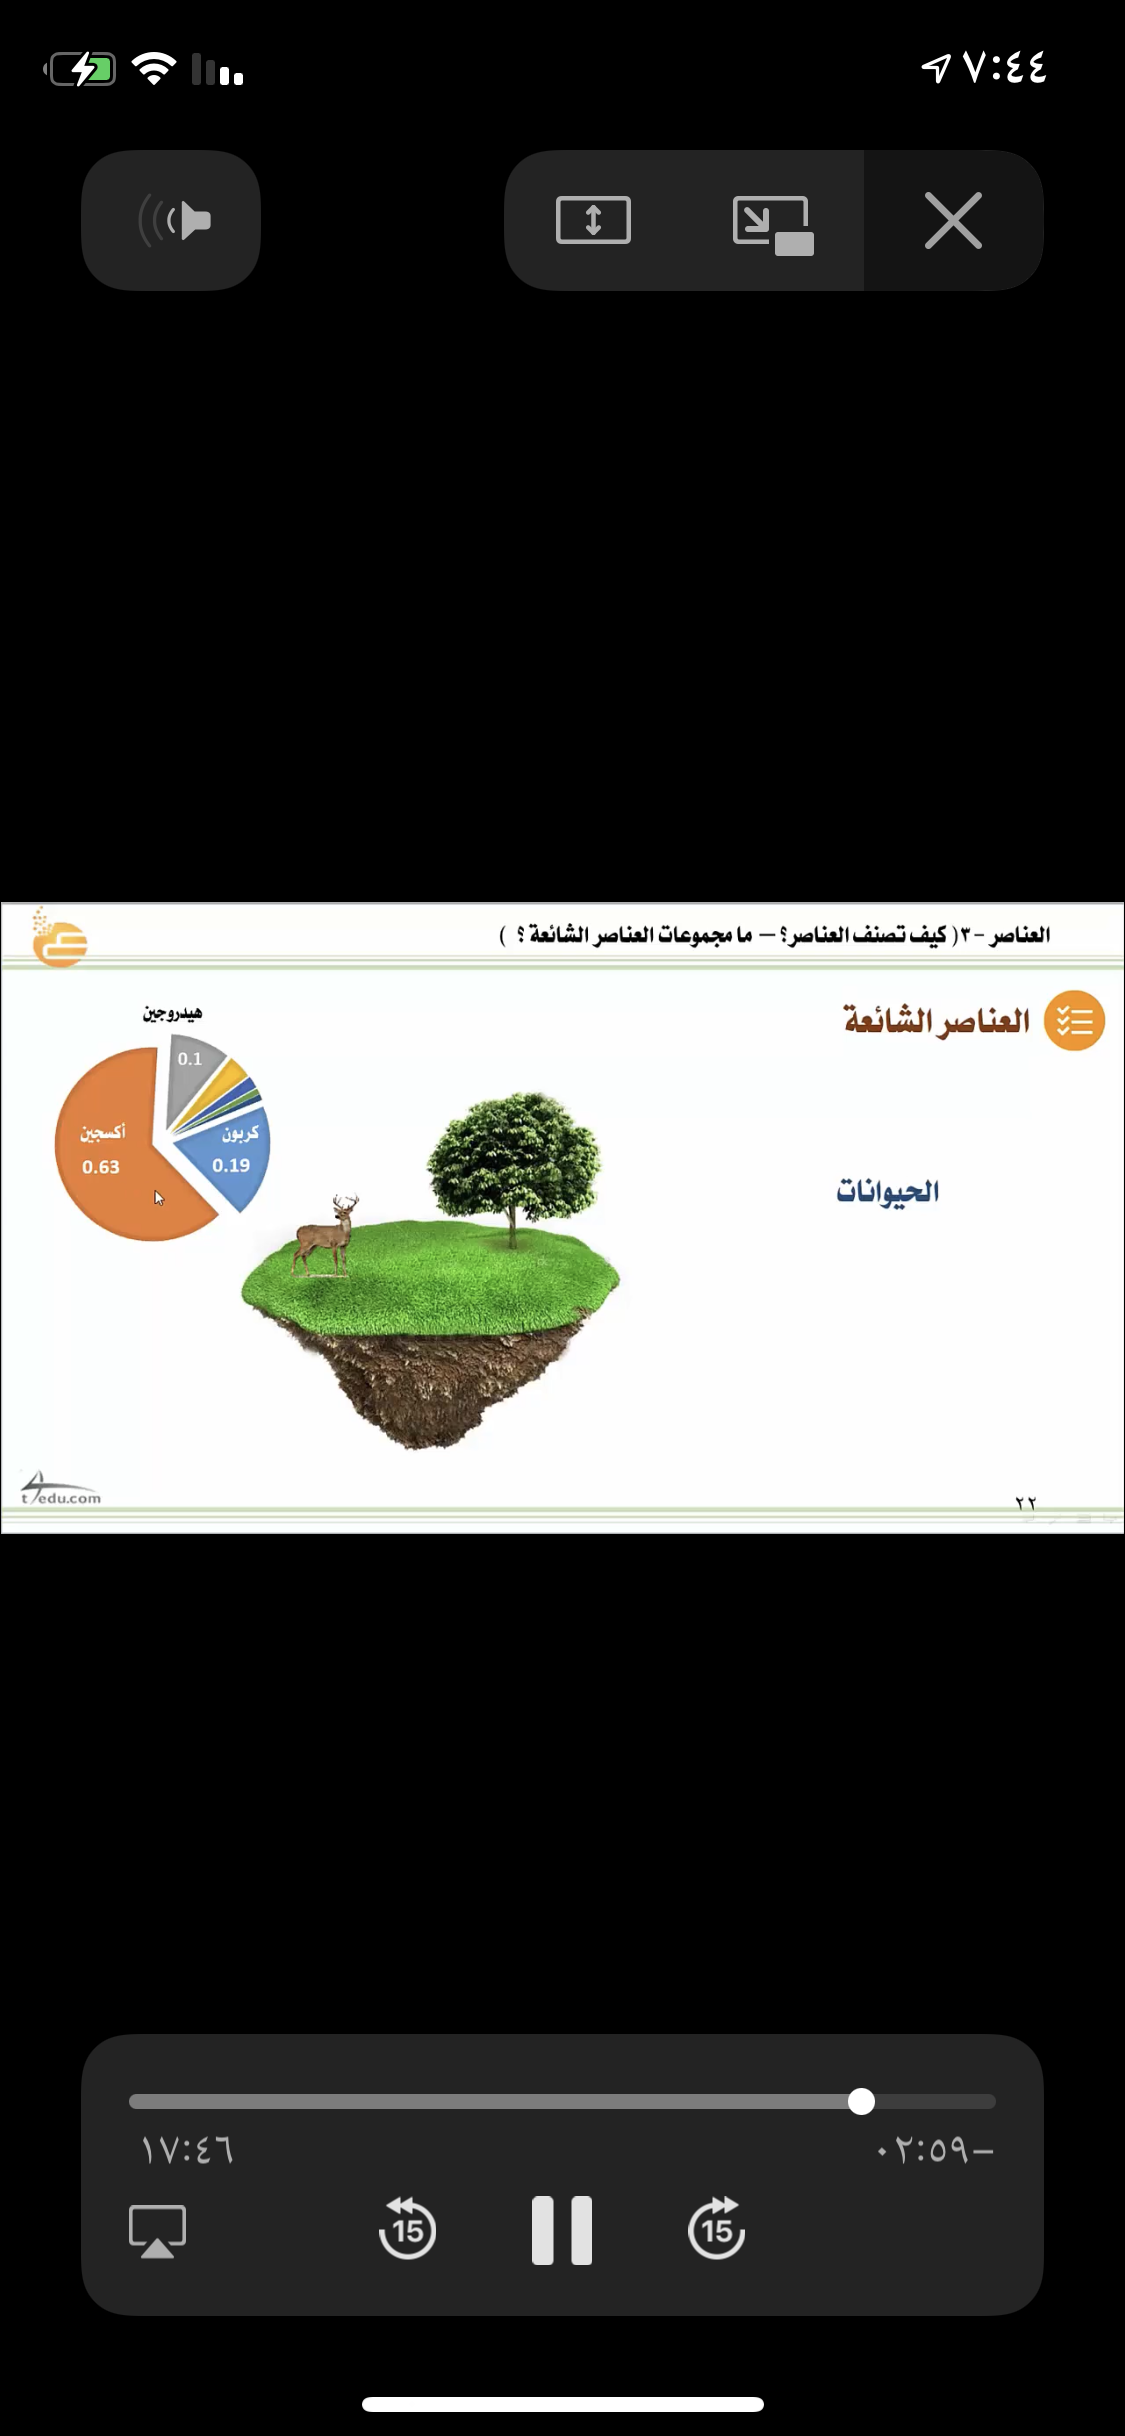 ٧:٤٤
العناصر - ٣( كيف تصنف العناصر؟ – ما مجموعات العناصر الشائعة ؟ )
العناصر الشائعة
هيدروجين
0.1
أكسجين
0.63
كربون
0.19
الحيوانات
t4edu.com
٢٢
١٧:٤٦
-٠٢:٥٩
15
15